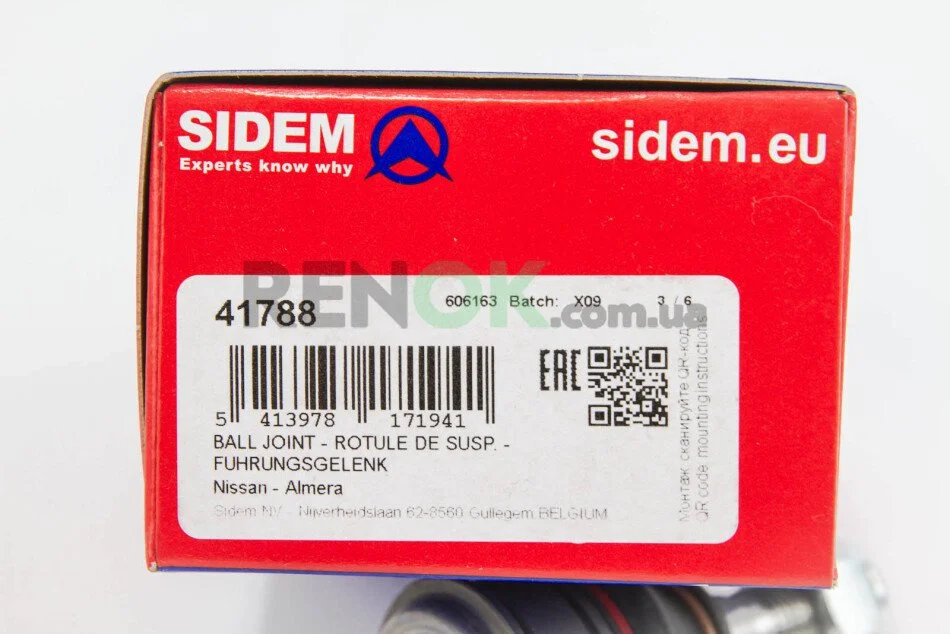 SIDEM
Experts know why
sidem.eu
RENOK.com.ua
41788
606163 Batch: X09 3 / 6
EAC
5 413978 171941
BALL JOINT - ROTULE DE SUSP. -
FUHRUNGSGELENK
Nissan - Almera
Sidem NV - Nijverheidslaan 62-8560 Gullegem BELGIUM
Монтаж: сканируйте QR-код
QR code: mounting instructions